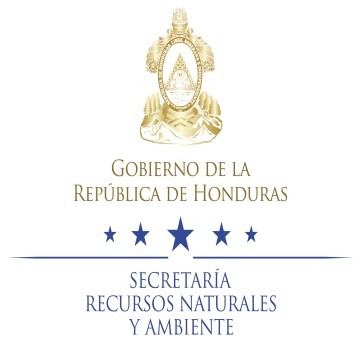 GOBIERNO DE LA
REPÚBLICA DE HONDURAS
SECRETARÍA
RECURSOS NATURALES
Y AMBIENTE